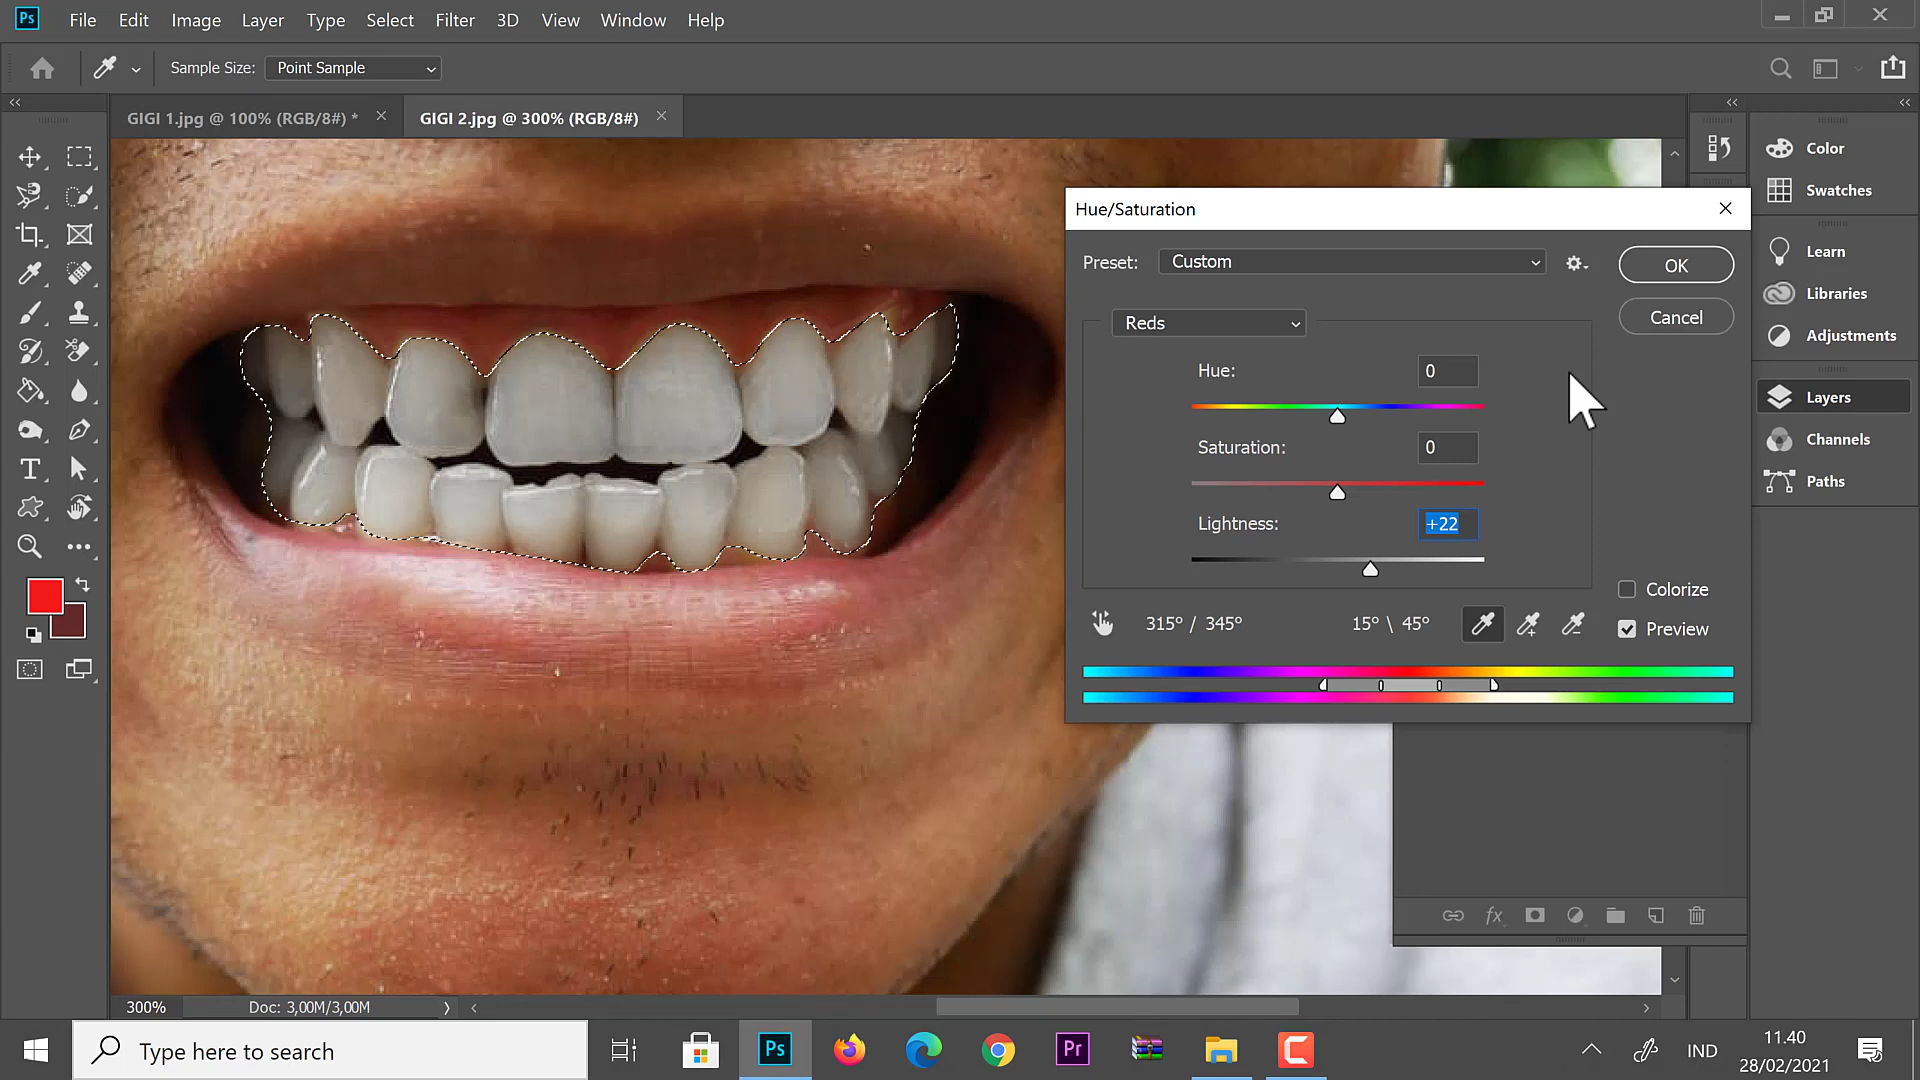 Ps File Edit Image Layer Type Select Filter 3D View Window Help
Sample Size: Point Sample
GIGI 1.jpg @ 100% (RGB/8#) *
GIGI 2.jpg @ 300% (RGB/8#)
Color
Swatches
Learn
Libraries
Adjustments
Layers
Channels
Paths
Hue/Saturation
Preset: Custom
OK
Cancel
Reds
Hue: 0
Saturation: 0
Lightness: +22
Colorize
Preview
315° / 345° 15° \ 45°
fx
300% Doc: 3,00M/3,00M
Type here to search
Ps
Pr
IND
11.40
28/02/2021